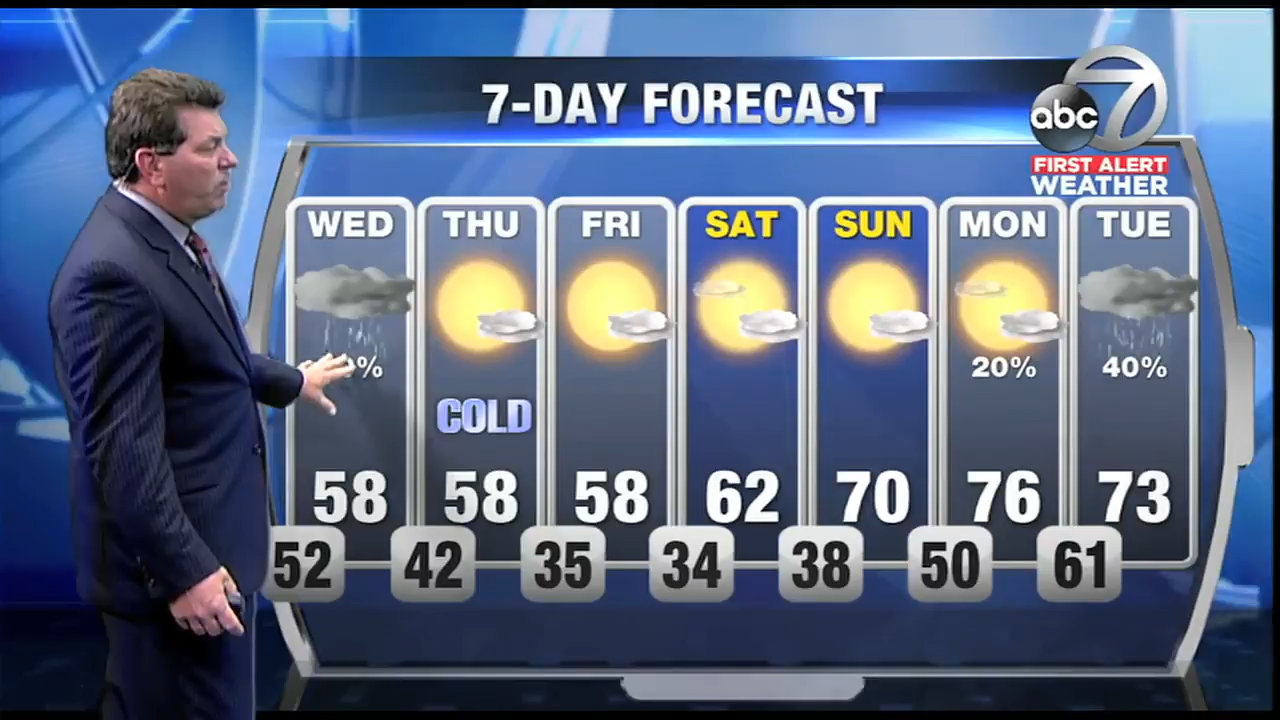 7-DAY FORECAST
abc 7
FIRST ALERT
WEATHER
WED THU FRI SAT SUN MON TUE
% 20% 40%
COLD
58 58 58 62 70 76 73
52 42 35 34 38 50 61